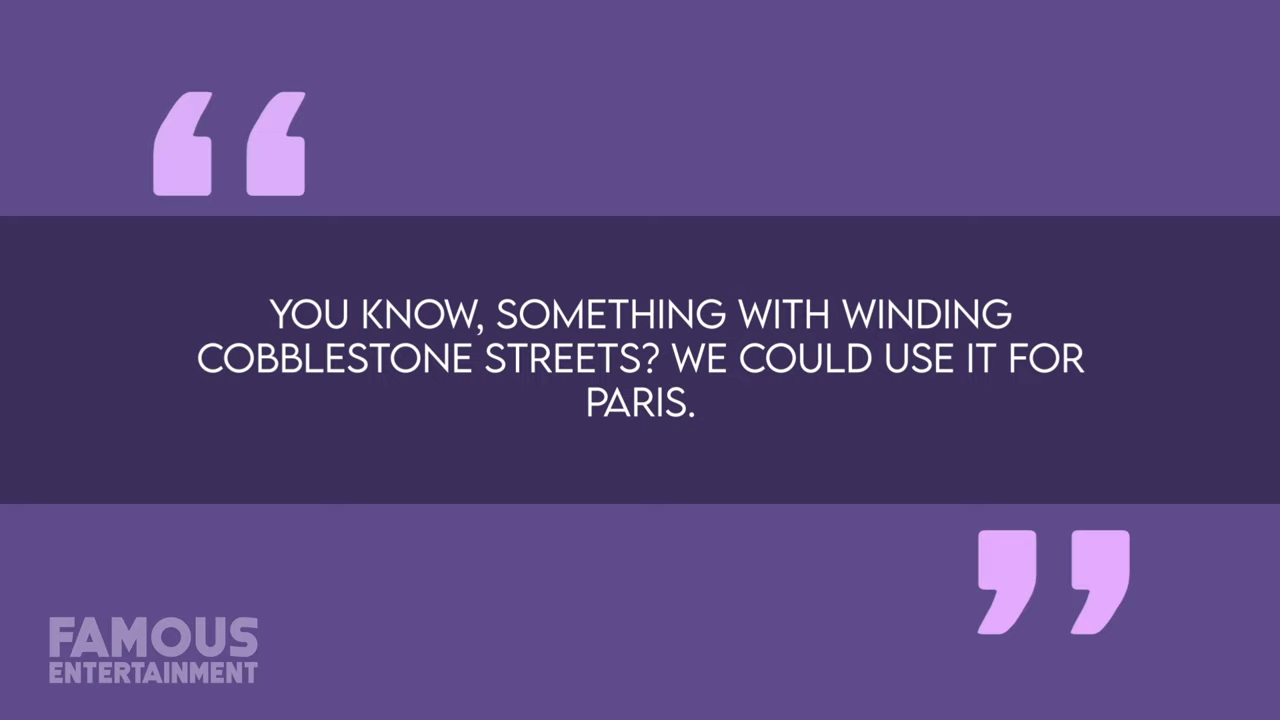 YOU KNOW, SOMETHING WITH WINDING
COBBLESTONE STREETS? WE COULD USE IT FOR
PARIS.
FAMOUS
ENTERTAINMENT